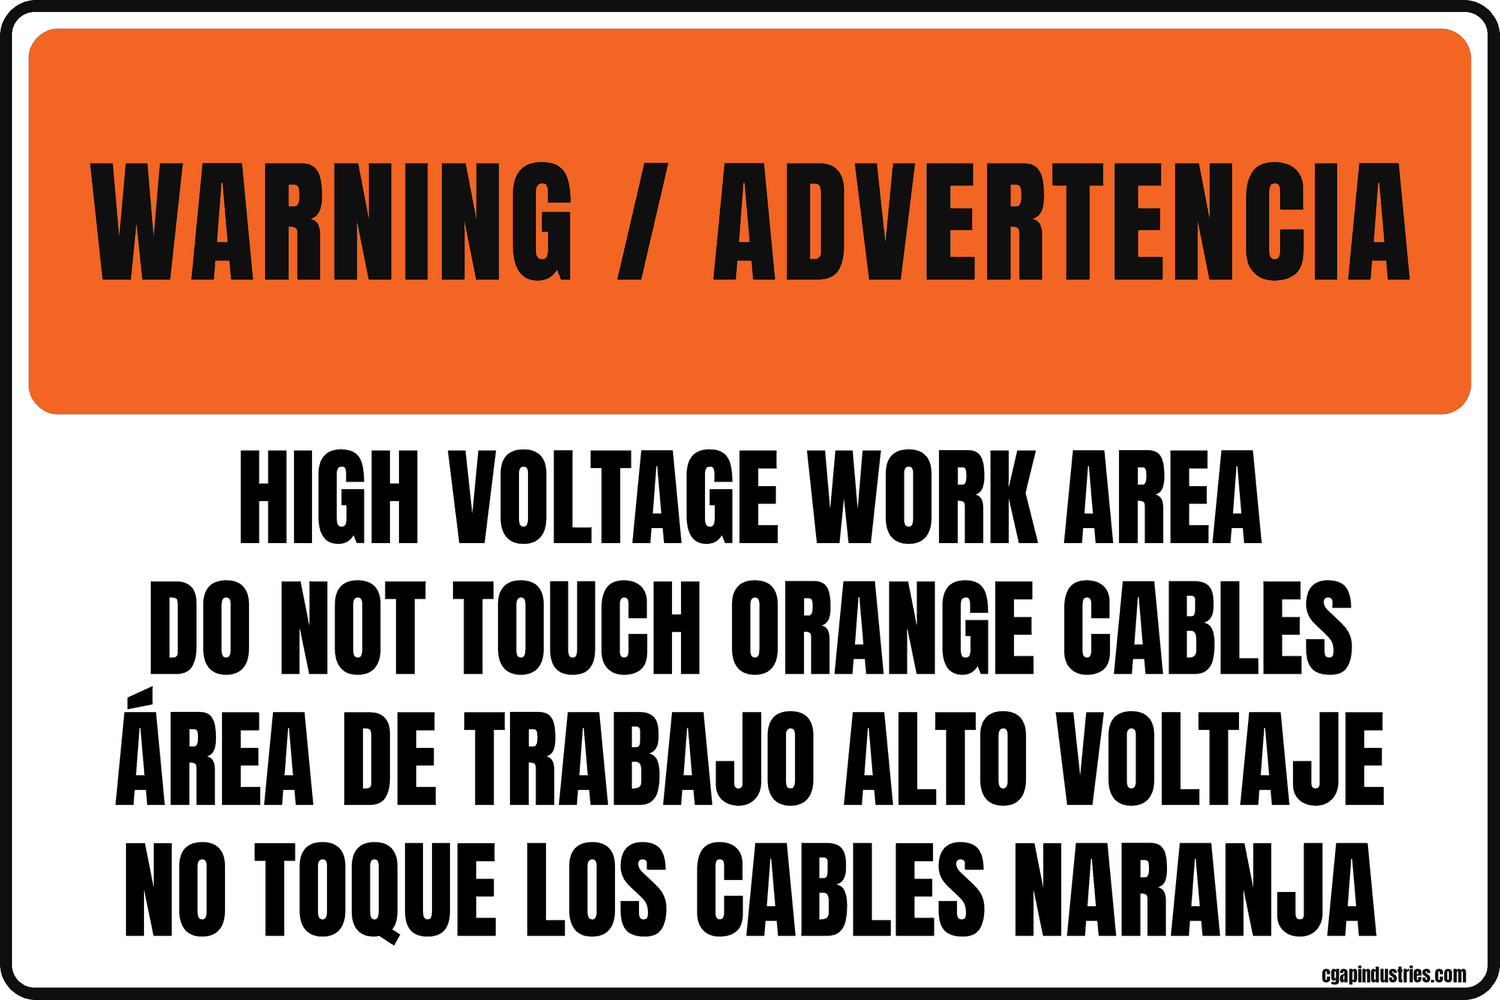 WARNING / ADVERTENCIA
HIGH VOLTAGE WORK AREA
DO NOT TOUCH ORANGE CABLES
ÁREA DE TRABAJO ALTO VOLTAJE
NO TOQUE LOS CABLES NARANJA
cgapindustries.com